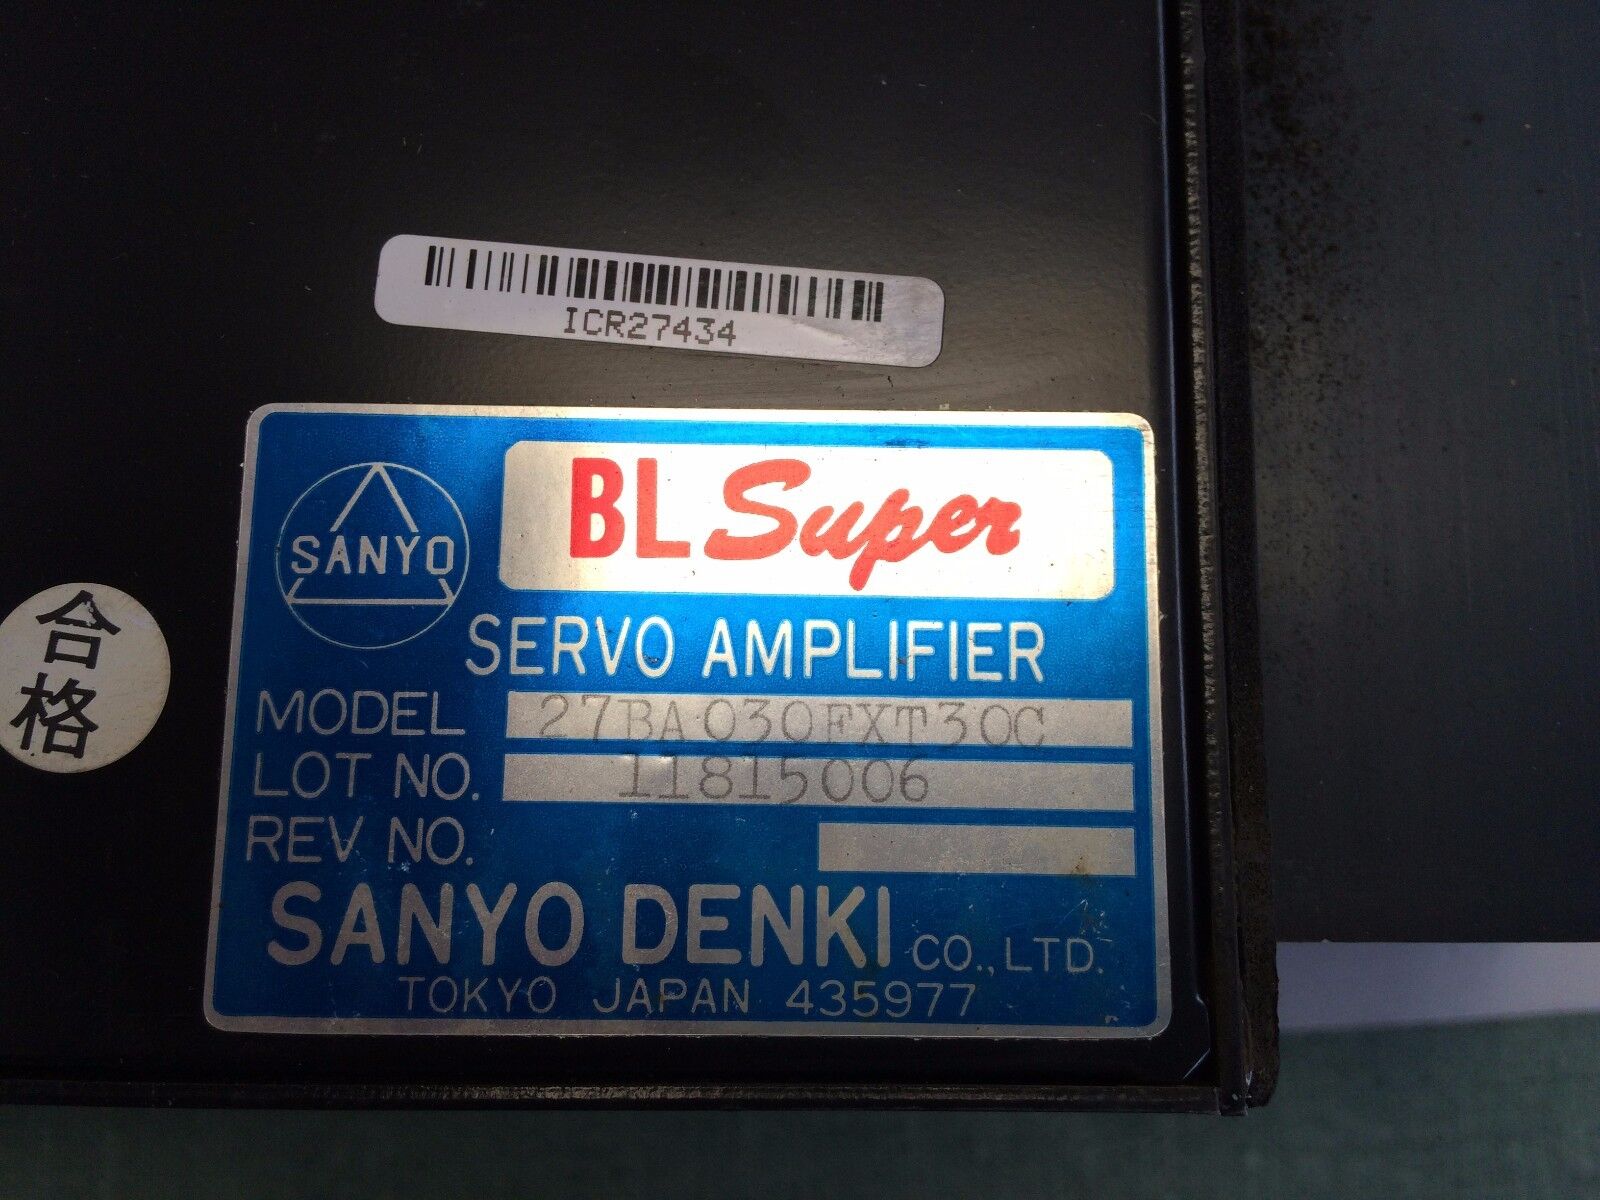 ICR27434
BL Super
SANYO
SERVO AMPLIFIER
MODEL 27BA030FXT30C
LOT NO. 11815006
REV NO.
SANYO DENKI CO., LTD.
TOKYO JAPAN 435977
合格